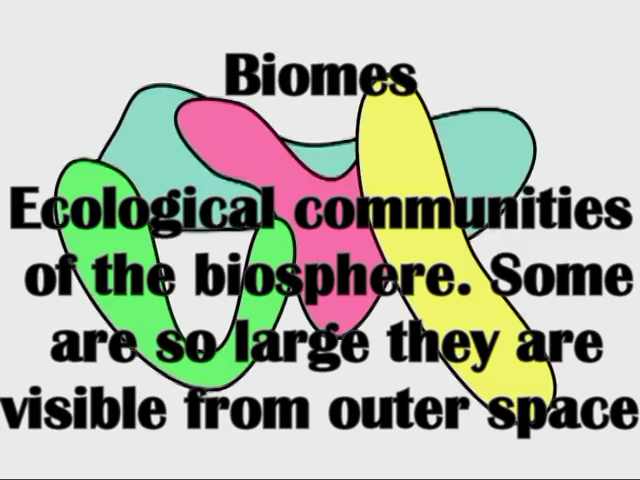 Biomes
Ecological communities
of the biosphere. Some
are so large they are
visible from outer space